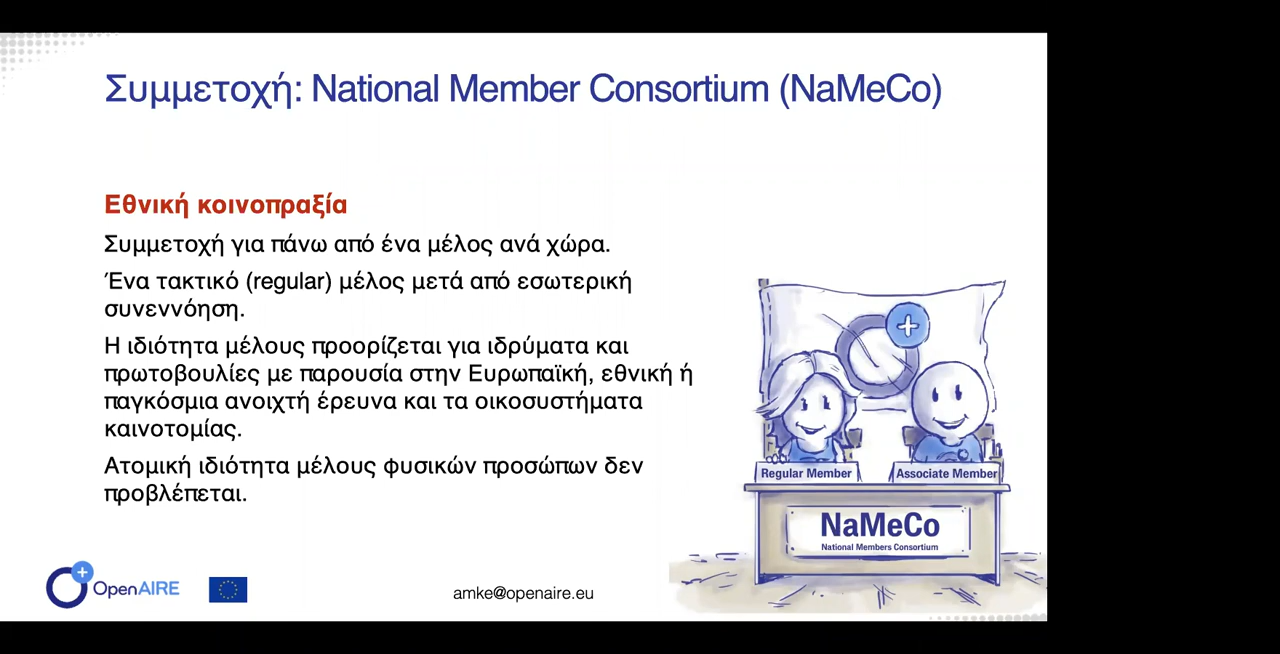 Συμμετοχή: National Member Consortium (NaMeCo)
Εθνική κοινοπραξία
Συμμετοχή για πάνω από ένα μέλος ανά χώρα.
Ένα τακτικό (regular) μέλος μετά από εσωτερική
συνεννόηση.
Η ιδιότητα μέλους προορίζεται για ιδρύματα και
πρωτοβουλίες με παρουσία στην Ευρωπαϊκή, εθνική ή
παγκόσμια ανοιχτή έρευνα και τα οικοσυστήματα
καινοτομίας.
Ατομική ιδιότητα μέλους φυσικών προσώπων δεν
προβλέπεται.
Regular Member
Associate Member
NaMeCo
National Members Consortium
OpenAIRE
amke@openaire.eu